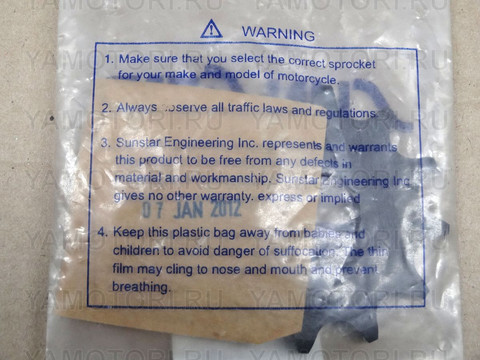 WARNING
1. Make sure that you select the correct sprocket
for your make and model of motorcycle.
2. Always observe all traffic laws and regulations
3. Sunstar Engineering Inc. represents and warrants
this product to be free from any defects in
material and workmanship. Sunstar Engineering Inc
gives no other warranty. express or implied
07 JAN 2012
4. Keep this plastic bag away from babies and
children to avoid danger of suffocation. The thin
film may cling to nose and mouth and prevent
breathing.
YAMOTORI.RU